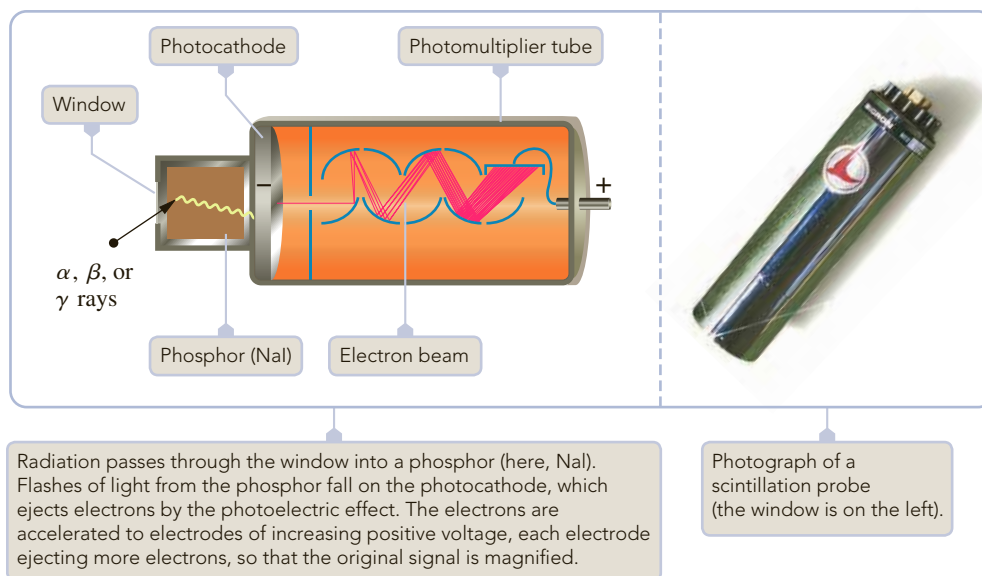 Photocathode
Photomultiplier tube
Window
−
+
α, β, or
γ rays
Phosphor (NaI)
Electron beam
Radiation passes through the window into a phosphor (here, NaI).
Flashes of light from the phosphor fall on the photocathode, which
ejects electrons by the photoelectric effect. The electrons are
accelerated to electrodes of increasing positive voltage, each electrode
ejecting more electrons, so that the original signal is magnified.
Photograph of a
scintillation probe
(the window is on the left).